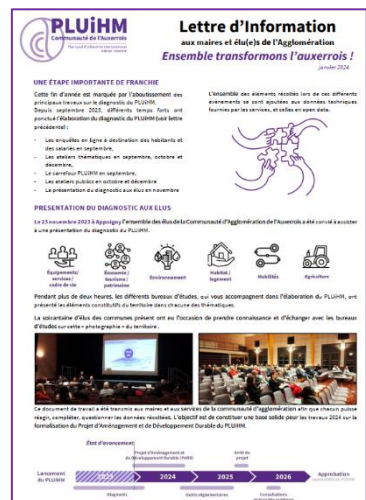 PLUiHM
Communauté de l'Auxerrois
Lettre d'Information
aux maires et élu(e)s de l'Agglomération
Ensemble transformons l'auxerrois !
janvier 2024
UNE ÉTAPE IMPORTANTE DE FRANCHIE
Cette fin d'année est marquée par l'aboutissement des
principaux travaux sur le diagnostic du PLUiHM.
Depuis septembre 2023, différents temps forts ont
ponctué l'élaboration du diagnostic du PLUiHM (voir lettre
précédente) :
- Les enquêtes en ligne à destination des habitants et
des salariés en septembre,
- Les ateliers thématiques en septembre, octobre et
décembre,
- Le carrefour PLUiHM en septembre,
- Les ateliers publics en octobre et décembre
- La présentation du diagnostic aux élus en novembre
L'ensemble des éléments récoltés lors de ces différents
évènements se sont ajoutées aux données techniques
fournies par les services, et celles en open data.
PRESENTATION DU DIAGNOSTIC AUX ELUS
Le 23 novembre 2023 à Appoigny l'ensemble des élus de la Communauté d'Agglomération de l'Auxerrois a été convié à assister
à une présentation du diagnostic du PLUiHM.
Équipements/
services /
cadre de vie
Économie /
tourisme /
patrimoine
Environnement
Habitat /
logement
Mobilités
Agriculture
Pendant plus de deux heures, les différents bureaux d'études, qui vous accompagnent dans l'élaboration du PLUiHM, ont
présenté les éléments constitutifs du territoire dans chacune des thématiques.
La soixantaine d'élus des communes présent ont eu l'occasion de prendre connaissance et d'échanger avec les bureaux
d'études sur cette « photographie » du territoire.
Ce document de travail a été transmis aux maires et aux services de la communauté d'agglomération afin que chacun puisse
réagir, compléter, questionner les données récoltées. L'objectif est de constituer une base solide pour les travaux 2024 sur la
formalisation du Projet d'Aménagement et de Développement Durable du PLUiHM.
État d'avancement
Projet d'Aménagement et
de Développement Durable (PADD)
Arrêt du
projet
Lancement
du PLUiHM
2023
2024
2025
2026
Approbation
Diagnostic
Outils réglementaires
Consultations